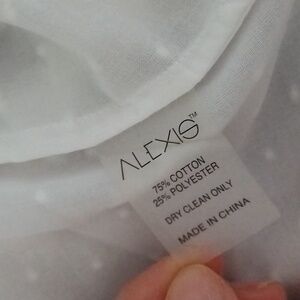 ALEXIS™
75% COTTON
25% POLYESTER
DRY CLEAN ONLY
MADE IN CHINA